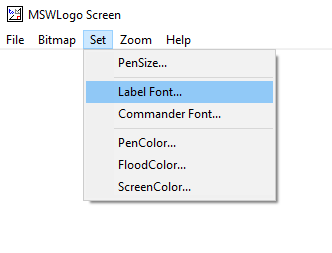 MSWLogo Screen
File Bitmap Set Zoom Help
PenSize...
Label Font...
Commander Font...
PenColor...
FloodColor...
ScreenColor...